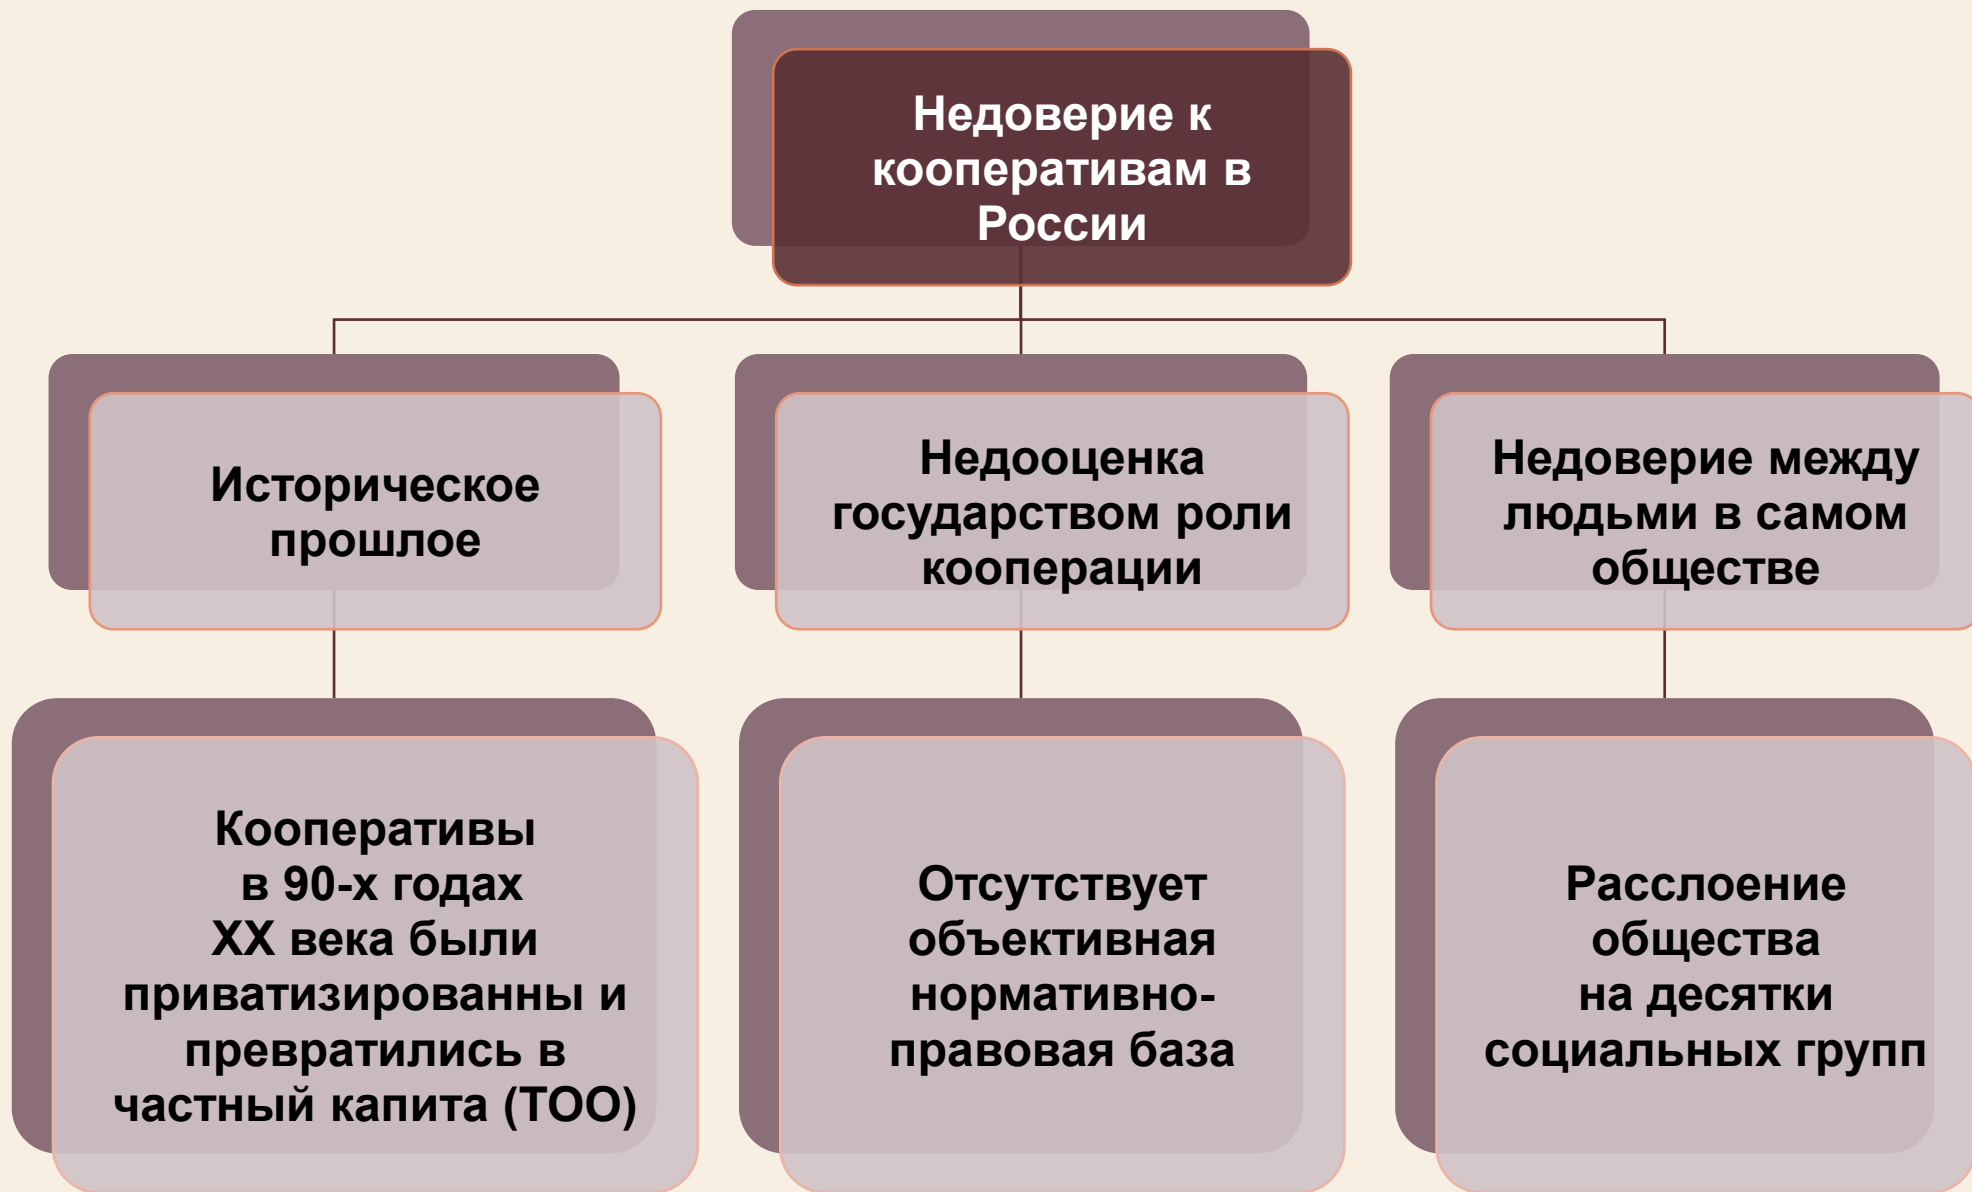 Недоверие к
кооперативам в
России
Историческое
прошлое
Недооценка
государством роли
кооперации
Недоверие между
людьми в самом
обществе
Кооперативы
в 90-х годах
XX века были
приватизированны и
превратились в
частный капита (ТОО)
Отсутствует
объективная
нормативно-
правовая база
Расслоение
общества
на десятки
социальных групп